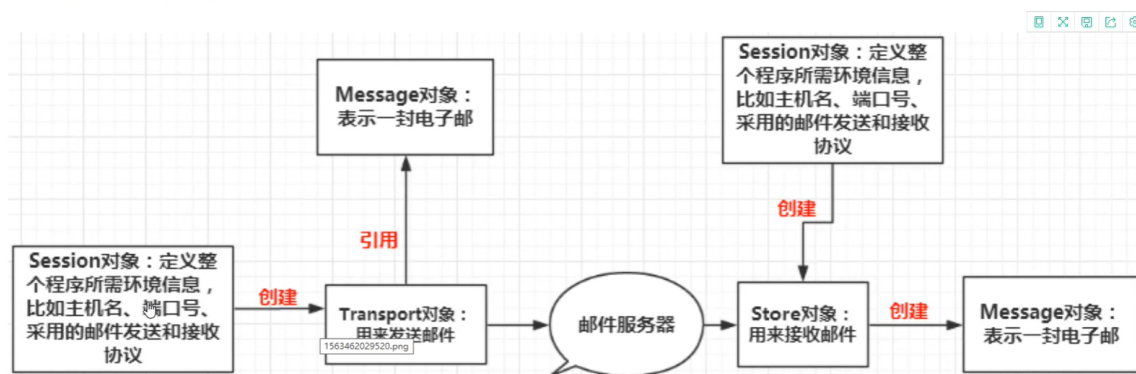 Message对象：
表示一封电子邮
Session对象：定义整
个程序所需环境信息，
比如主机名、端口号、
采用的邮件发送和接收
协议
创建
引用
Session对象：定义整
个程序所需环境信息，
比如主机名、端口号、
采用的邮件发送和接收
协议
创建
Transport对象：
用来发送邮件
1563462029520.png
邮件服务器
Store对象：
用来接收邮件
创建
Message对象：
表示一封电子邮